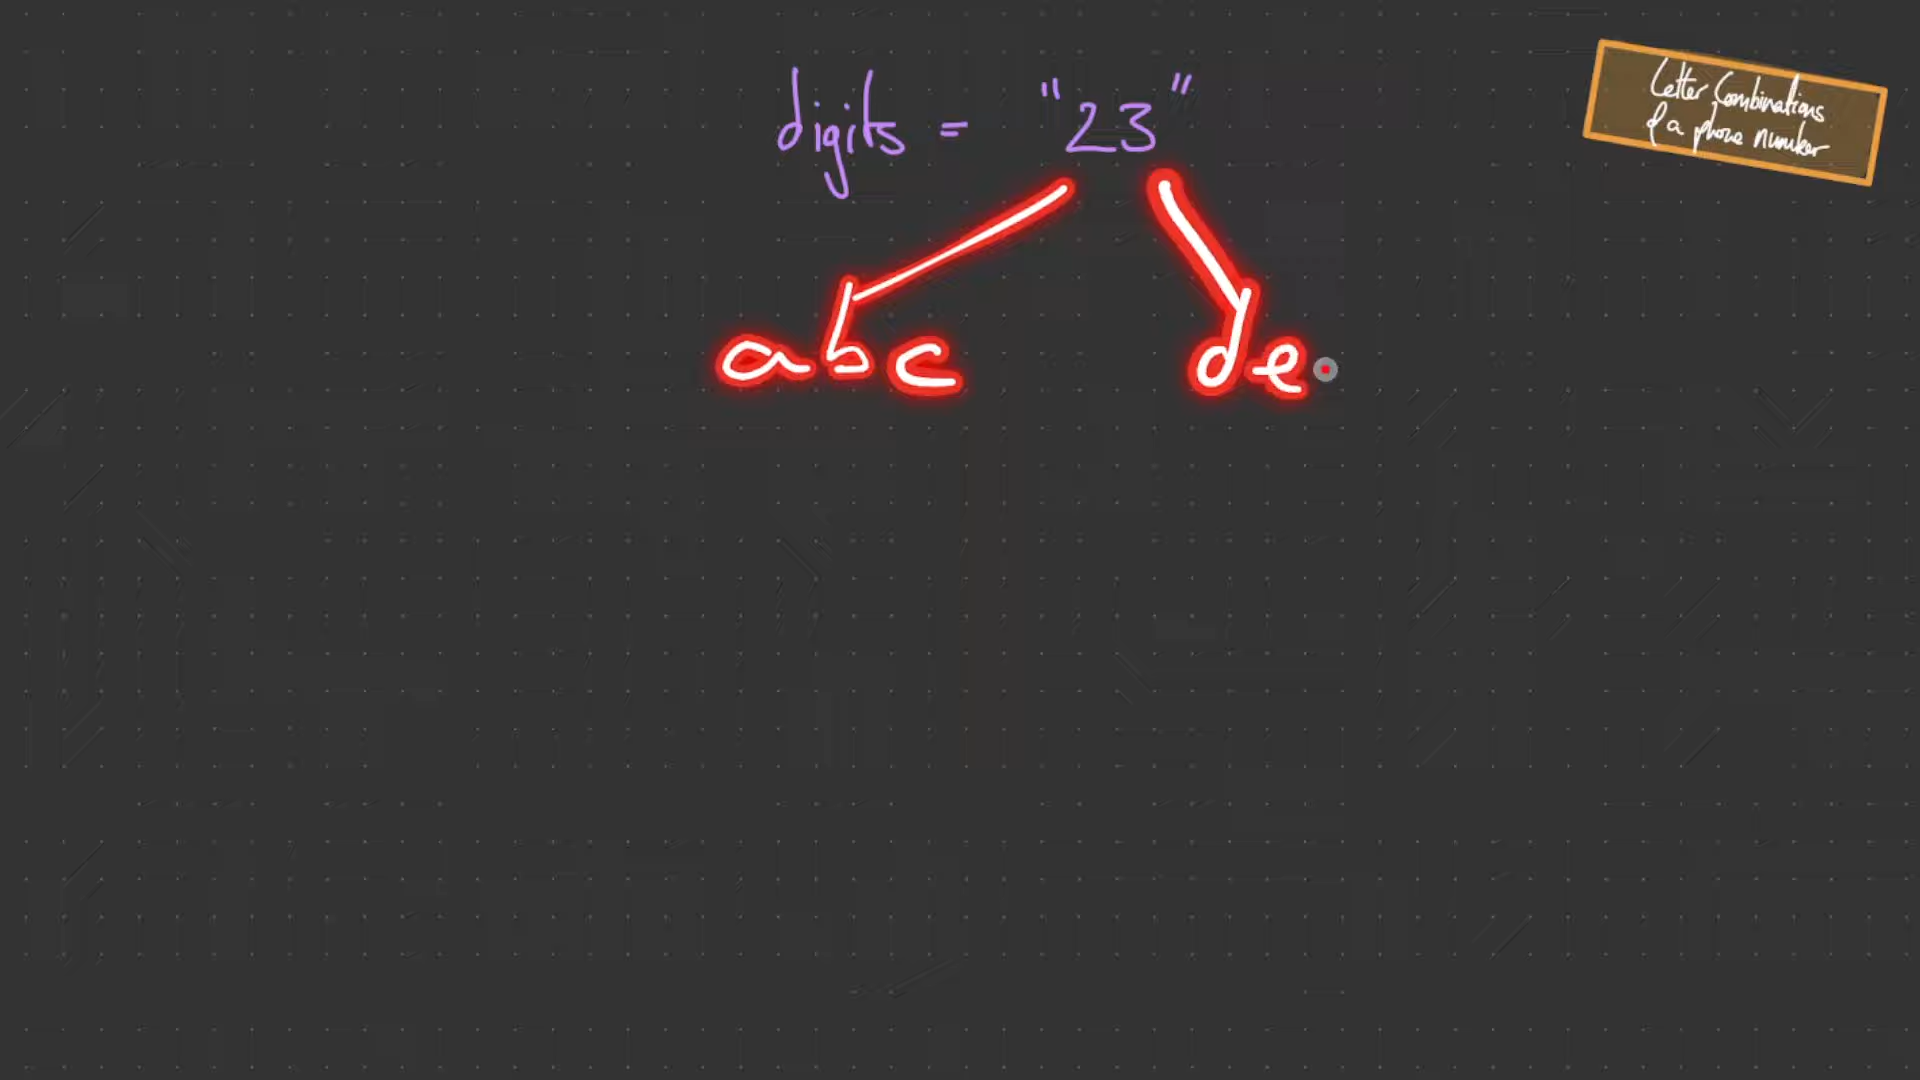 digits = "23"
Letter Combinations
of a phone number
abc de